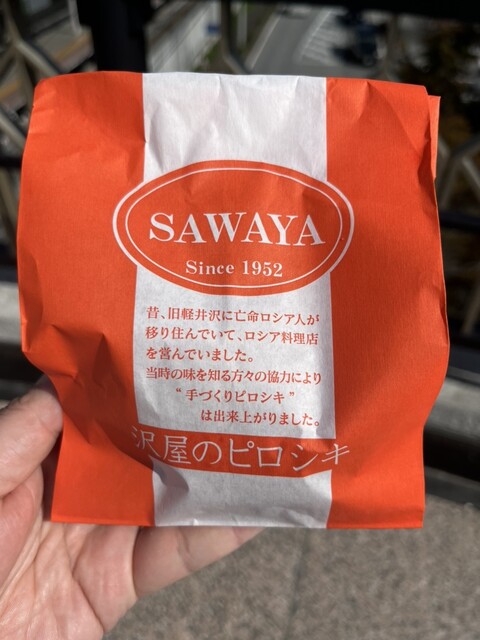 SAWAYA
Since 1952
昔、旧軽井沢に亡命ロシア人が
移り住んでいて、ロシア料理店
を営んでいました。
当時の味を知る方々の協力により
“手づくりピロシキ”
は出来上がりました。
沢屋のピロシキ